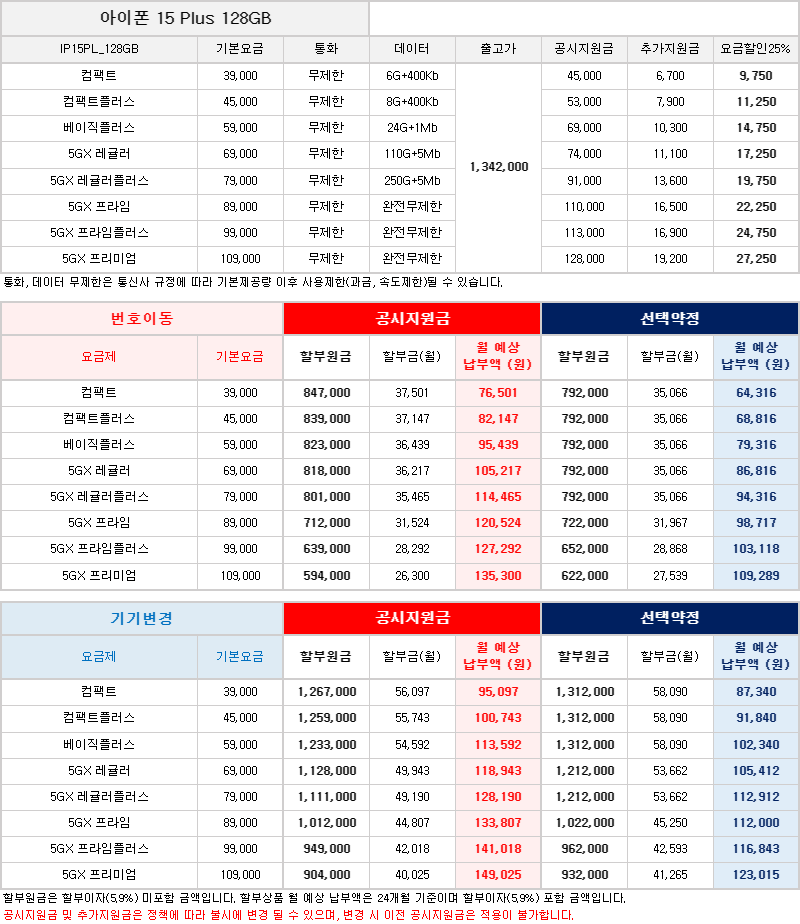 아이폰 15 Plus 128GB
IP15PL_128GB 기본요금 통화 데이터 출고가 공시지원금 추가지원금 요금할인25%
컴팩트 39,000 무제한 6G+400Kb 45,000 6,700 9,750
컴팩트플러스 45,000 무제한 8G+400Kb 53,000 7,900 11,250
베이직플러스 59,000 무제한 24G+1Mb 69,000 10,300 14,750
5GX 레귤러 69,000 무제한 110G+5Mb 74,000 11,100 17,250
1,342,000
5GX 레귤러플러스 79,000 무제한 250G+5Mb 91,000 13,600 19,750
5GX 프라임 89,000 무제한 완전무제한 110,000 16,500 22,250
5GX 프라임플러스 99,000 무제한 완전무제한 113,000 16,900 24,750
5GX 프리미엄 109,000 무제한 완전무제한 128,000 19,200 27,250
통화, 데이터 무제한은 통신사 규정에 따라 기본제공량 이후 사용제한(과금, 속도제한)될 수 있습니다.
번호이동 공시지원금 선택약정
요금제 기본요금 할부원금 할부금(월) 월 예상 납부액 (원) 할부원금 할부금(월) 월 예상 납부액 (원)
컴팩트 39,000 847,000 37,501 76,501 792,000 35,066 64,316
컴팩트플러스 45,000 839,000 37,147 82,147 792,000 35,066 68,816
베이직플러스 59,000 823,000 36,439 95,439 792,000 35,066 79,316
5GX 레귤러 69,000 818,000 36,217 105,217 792,000 35,066 86,816
5GX 레귤러플러스 79,000 801,000 35,465 114,465 792,000 35,066 94,316
5GX 프라임 89,000 712,000 31,524 120,524 722,000 31,967 98,717
5GX 프라임플러스 99,000 639,000 28,292 127,292 652,000 28,868 103,118
5GX 프리미엄 109,000 594,000 26,300 135,300 622,000 27,539 109,289
기기변경 공시지원금 선택약정
요금제 기본요금 할부원금 할부금(월) 월 예상 납부액 (원) 할부원금 할부금(월) 월 예상 납부액 (원)
컴팩트 39,000 1,267,000 56,097 95,097 1,312,000 58,090 87,340
컴팩트플러스 45,000 1,259,000 55,743 100,743 1,312,000 58,090 91,840
베이직플러스 59,000 1,233,000 54,592 113,592 1,312,000 58,090 102,340
5GX 레귤러 69,000 1,128,000 49,943 118,943 1,212,000 53,662 105,412
5GX 레귤러플러스 79,000 1,111,000 49,190 128,190 1,212,000 53,662 112,912
5GX 프라임 89,000 1,012,000 44,807 133,807 1,022,000 45,250 112,000
5GX 프라임플러스 99,000 949,000 42,018 141,018 962,000 42,593 116,843
5GX 프리미엄 109,000 904,000 40,025 149,025 932,000 41,265 123,015
할부원금은 할부이자(5.9%) 미포함 금액입니다. 할부상품 월 예상 납부액은 24개월 기준이며 할부이자(5.9%) 포함 금액입니다.
공시지원금 및 추가지원금은 정책에 따라 불시에 변경 될 수 있으며, 변경 시 이전 공시지원금은 적용이 불가합니다.